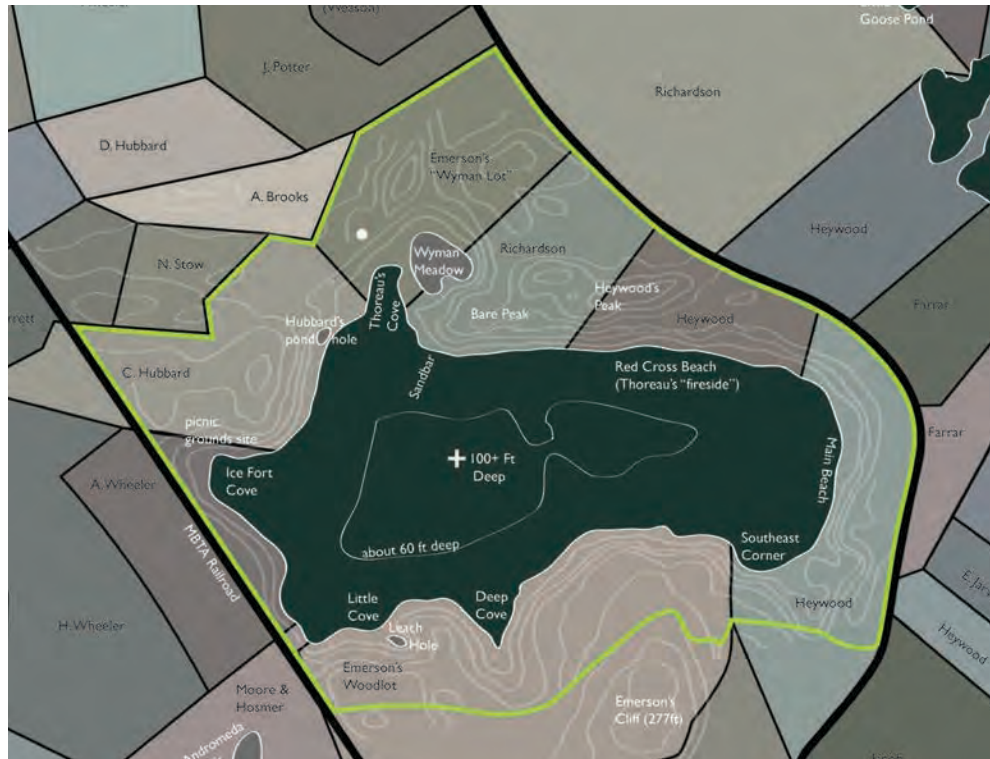 (Weason)
Goose Pond
J. Potter
Richardson
D. Hubbard
Emerson's
"Wyman Lot"
A. Brooks
Heywood
Wyman
Meadow
Richardson
N. Stow
Thoreau's
Cove
Heywood's
Peak
Farrar
Bare Peak
Heywood
Hubbard's
pond hole
Sandbar
Red Cross Beach
(Thoreau's "fireside")
C. Hubbard
picnic
grounds site
Farrar
Main Beach
100+ Ft
Deep
Ice Fort
Cove
A. Wheeler
Southeast
Corner
about 60 ft deep
MBTA Railroad
Little
Cove
Deep
Cove
Heywood
H. Wheeler
Leach
Hole
Heywood
Emerson's
Woodlot
Moore &
Hosmer
Emerson's
Cliff (277ft)
Andromeda